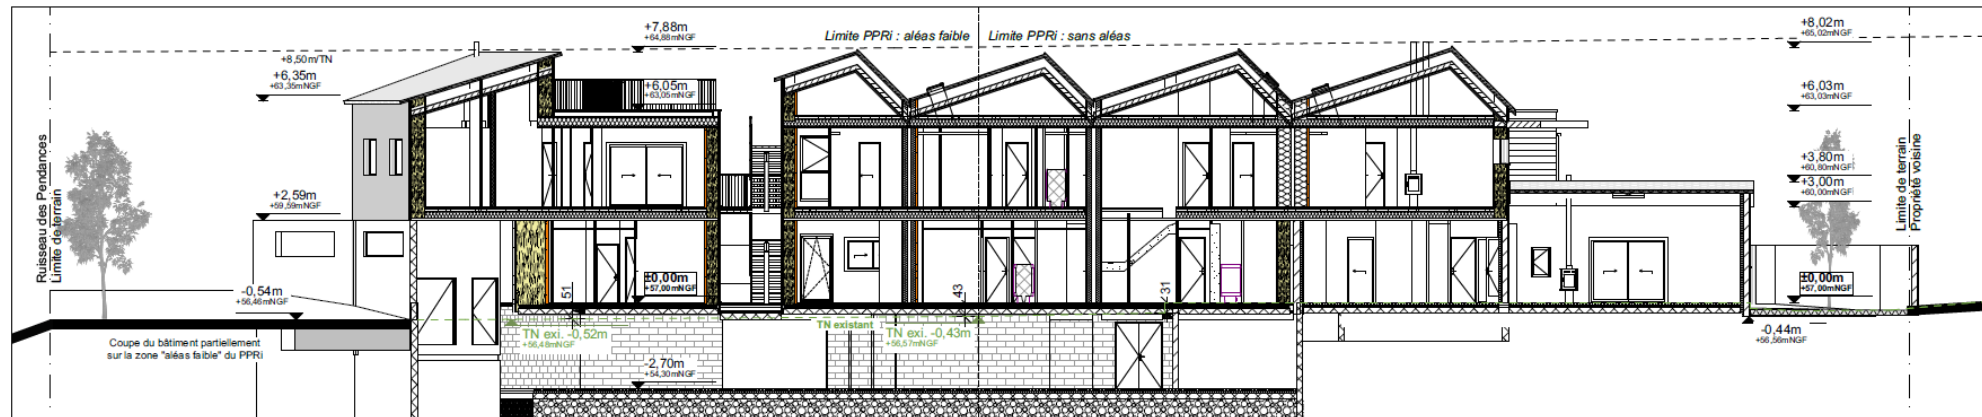 +7,88m
+64,88mNGF
Limite PPRi : aléas faible
Limite PPRi : sans aléas
+8,02m
+65,02mNGF
+8,50m/TN
+6,35m
+63,35mNGF
+6,05m
+63,05mNGF
+6,03m
+63,03mNGF
Ruisseau des Pendances
Limite de terrain
+2,59m
+59,59mNGF
+3,80m
+60,80mNGF
+3,00m
+60,00mNGF
Limite de terrain
Propriété voisine
±0,00m
+57,00mNGF
±0,00m
+57,00mNGF
-0,54m
+56,46mNGF
51
43
31
TN existant
TN exi. -0,52m
+56,48mNGF
TN exi. -0,43m
+56,57mNGF
-0,44m
+56,56mNGF
Coupe du bâtiment partiellement
sur la zone "aléas faible" du PPRi
-2,70m
+54,30mNGF